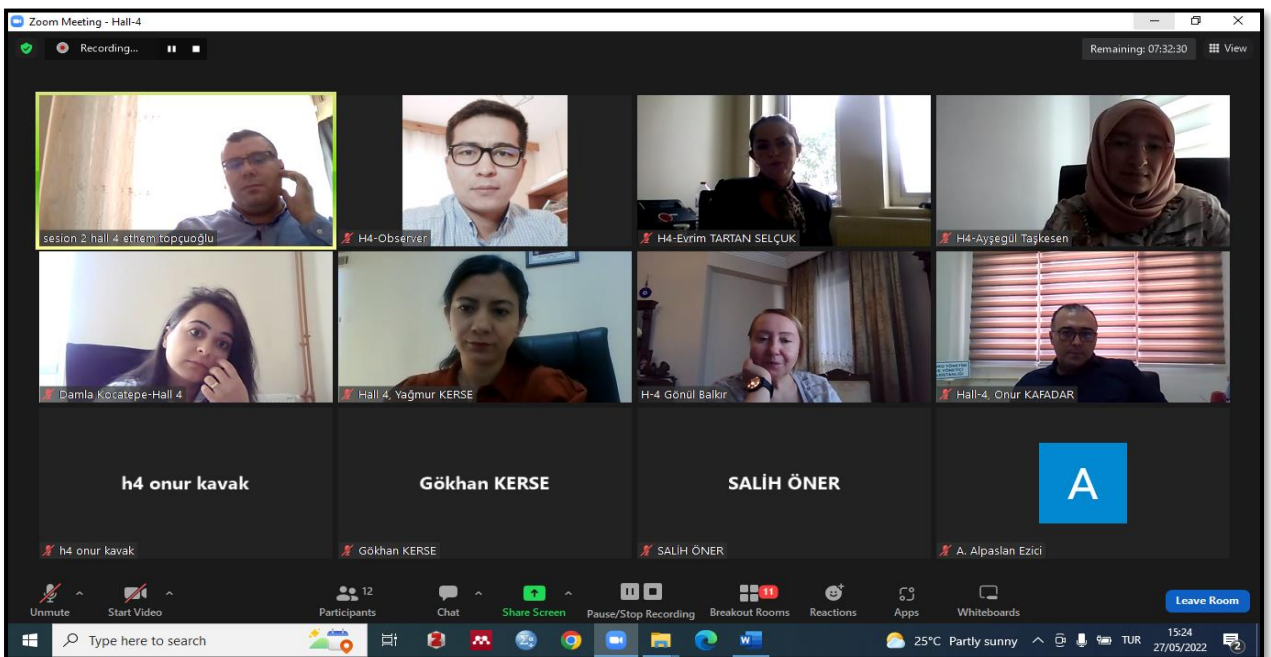 Zoom Meeting - Hall-4
Recording...
Remaining: 07:32:30
View
sesion 2 hall 4 ethem topçuoğlu
H4-Observer
H4-Evrim TARTAN SELÇUK
H4-Ayşegül Taşkesen
Damla Kocatepe-Hall 4
Hall 4, Yağmur KERSE
H-4 Gönül Balkır
Hall-4, Onur KAFADAR
h4 onur kavak
Gökhan KERSE
SALİH ÖNER
A
h4 onur kavak
Gökhan KERSE
SALİH ÖNER
A. Alpaslan Ezici
12
11
Unmute
Start Video
Participants
Chat
Share Screen
Pause/Stop Recording
Breakout Rooms
Reactions
Apps
Whiteboards
Leave Room
Type here to search
25°C Partly sunny
TUR
15:24
27/05/2022
2